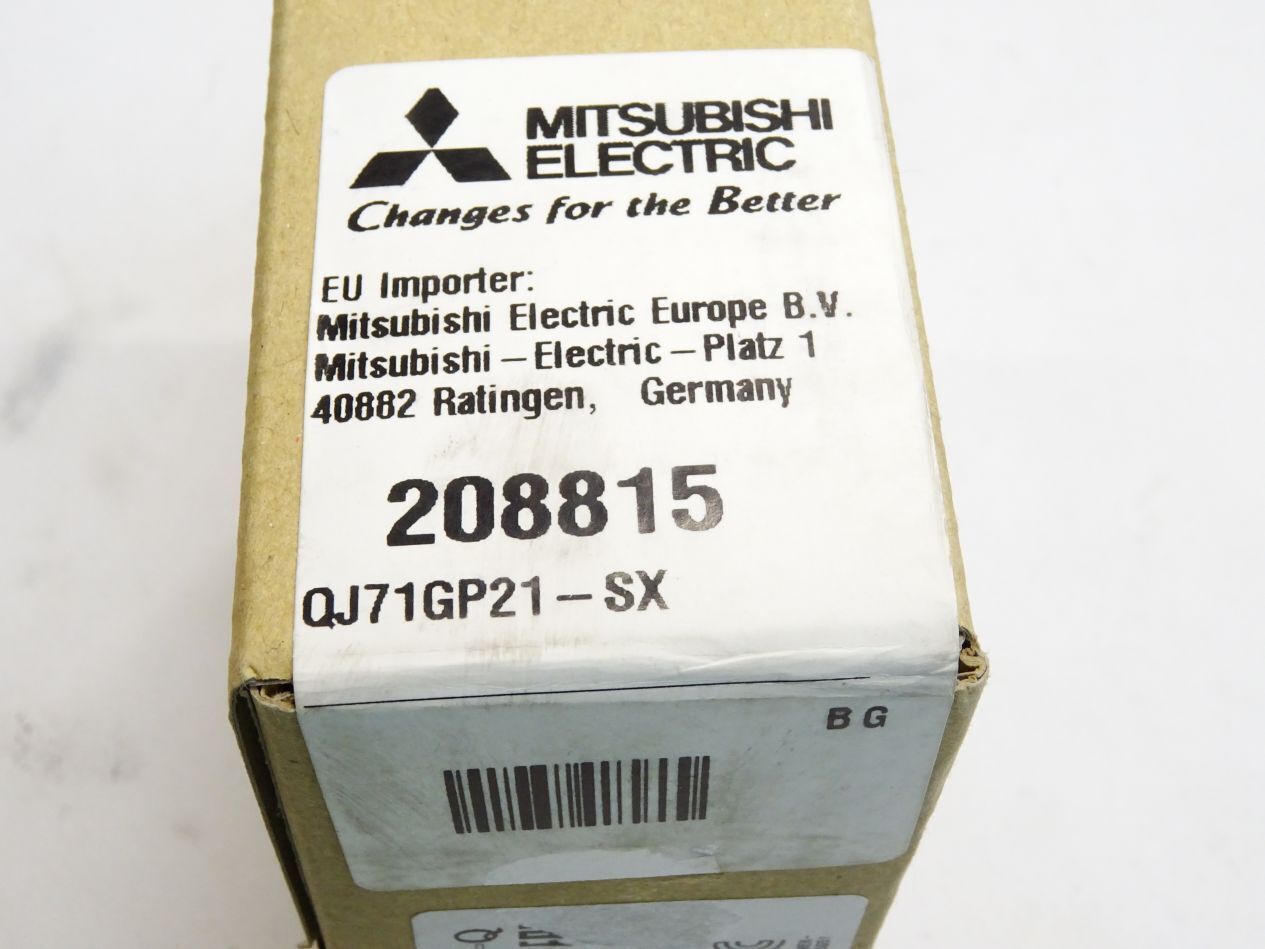 MITSUBISHI
ELECTRIC
Changes for the Better
EU Importer:
Mitsubishi Electric Europe B.V.
Mitsubishi-Electric-Platz 1
40882 Ratingen, Germany
208815
QJ71GP21-SX
BG